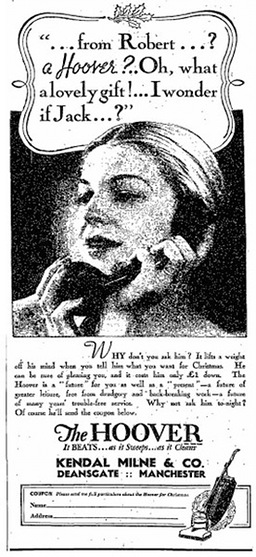 “...from Robert...?
a Hoover?..Oh, what
a lovely gift!...I wonder
if Jack...?”
WHY don't you ask him? It lifts a weight
off his mind when you tell him what you want for Christmas. He
can be sure of pleasing you, and it costs him only £1 down. The
Hoover is a “future” for you as well as a “present”—a future of
greater leisure, free from drudgery and back-breaking work—a future
of many years' trouble-free service. Why not ask him to-night?
Of course he'll send the coupon below.
The HOOVER
It BEATS...as it Sweeps...as it Cleans
KENDAL MILNE & CO.
DEANSGATE :: MANCHESTER
COUPON Please send me full particulars about the Hoover for Christmas
Name
Address